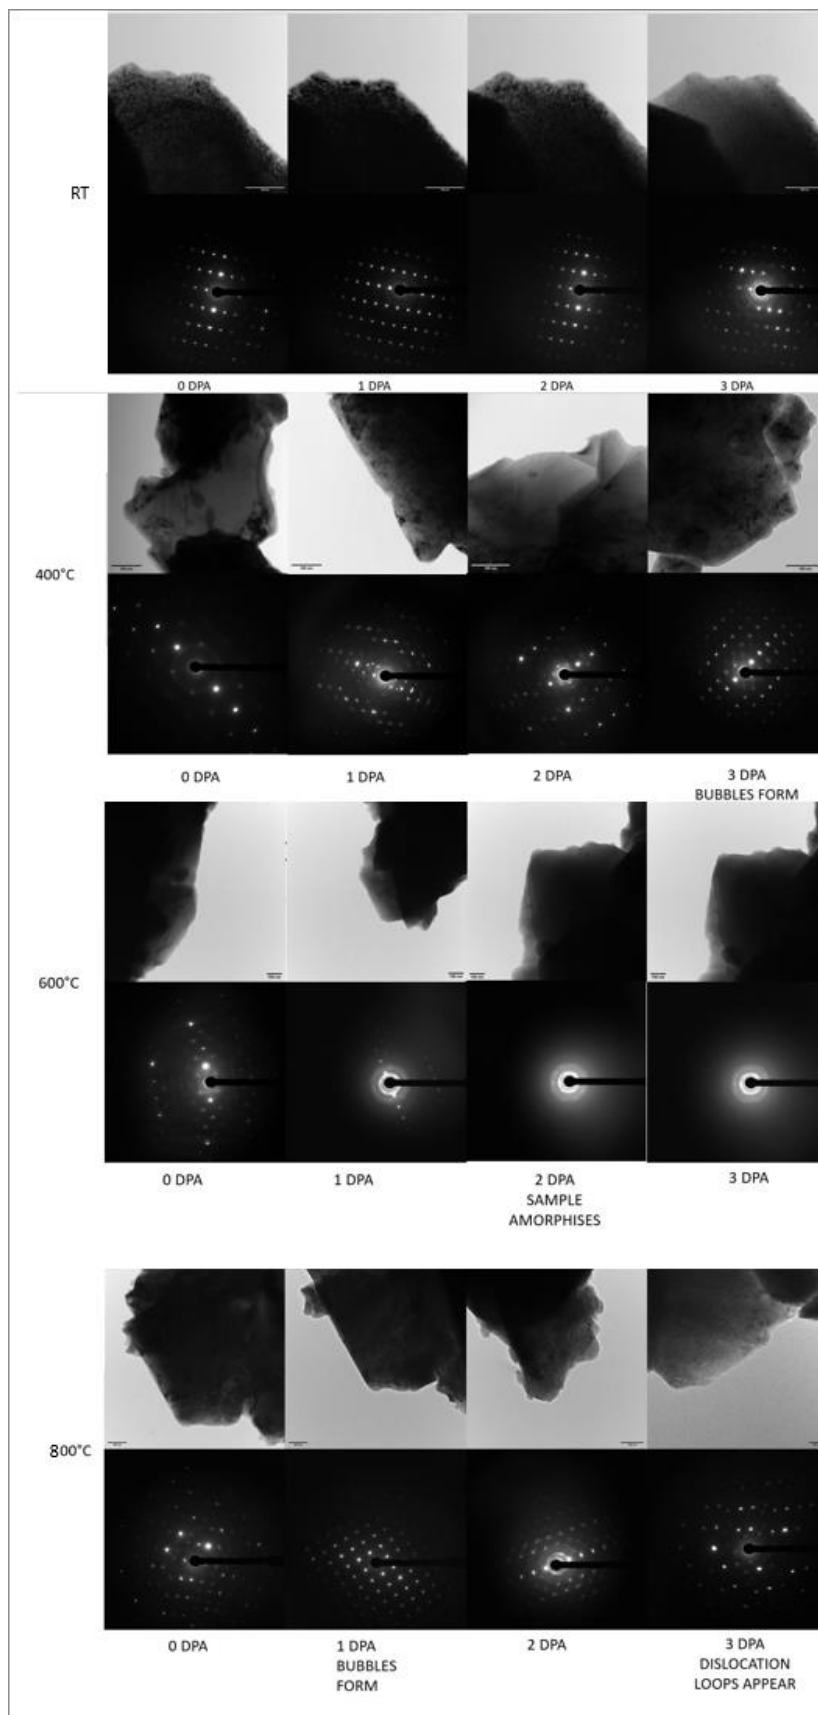 RT
0 DPA 1 DPA 2 DPA 3 DPA
400°C
0 DPA 1 DPA 2 DPA 3 DPA
BUBBLES FORM
600°C
0 DPA 1 DPA 2 DPA 3 DPA
SAMPLE
AMORPHISES
800°C
0 DPA 1 DPA 2 DPA 3 DPA
BUBBLES DISLOCATION
FORM LOOPS APPEAR